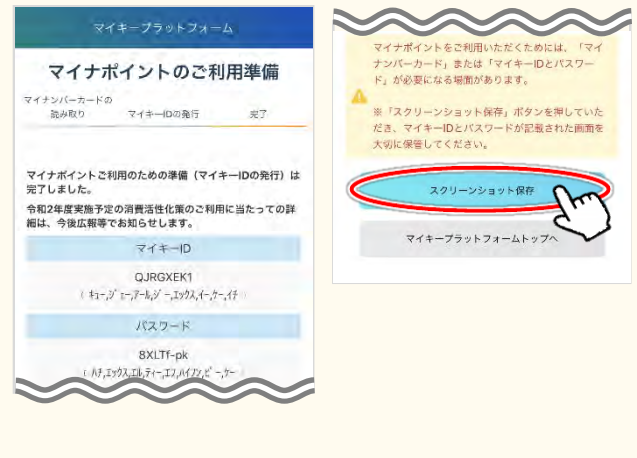 マイキープラットフォーム
マイナポイントのご利用準備
マイナンバーカードの
読み取り
マイキーIDの発行
完了
マイナポイントご利用のための準備（マイキーIDの発行）は
完了しました。
令和2年度実施予定の消費活性化策のご利用に当たっての詳
細は、今後広報等でお知らせします。
マイキーID
QJRGXEK1
（ キュー,ジェー,アール,ジー,エックス,イー,ケー,イチ ）
パスワード
8XLTf-pk
（ ハチ,エックス,エル,ティー,エフ,ハイフン,ピー,ケー ）
マイナポイントをご利用いただくためには、「マイ
ナンバーカード」または「マイキーIDとパスワー
ド」が必要になる場面があります。
※「スクリーンショット保存」ボタンを押していた
だき、マイキーIDとパスワードが記載された画面を
大切に保管してください。
スクリーンショット保存
マイキープラットフォームトップへ